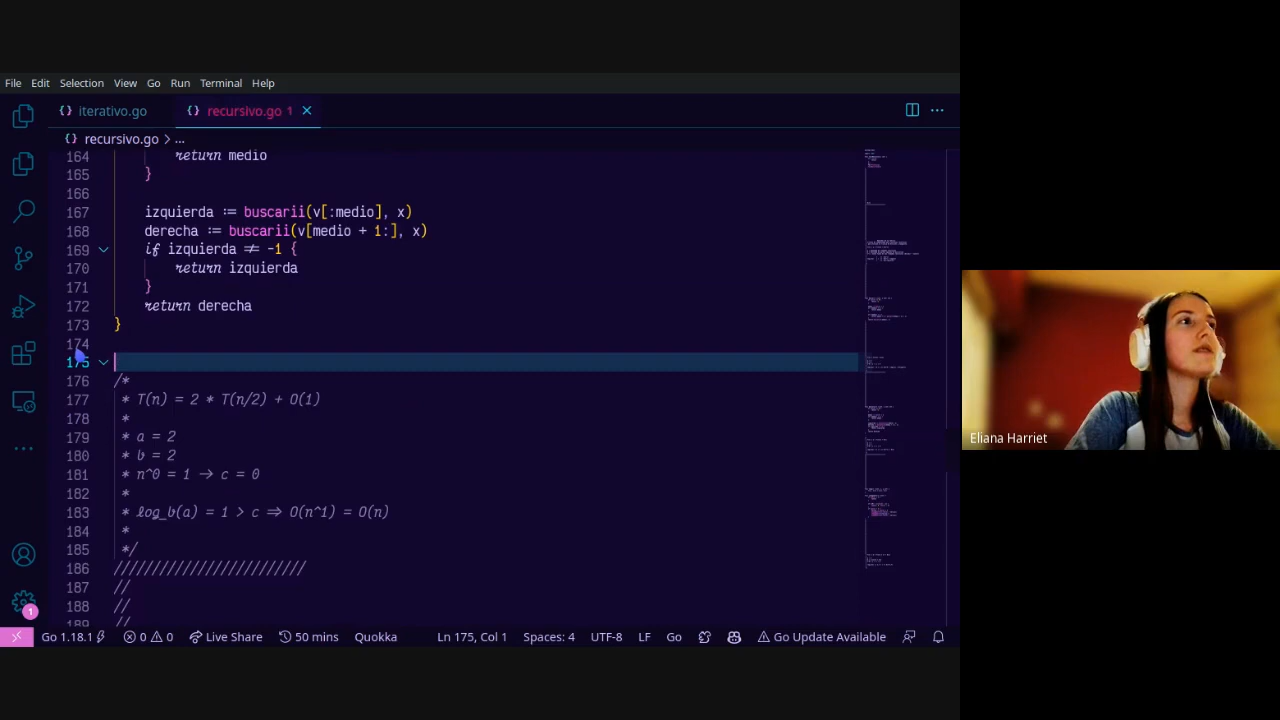 File Edit Selection View Go Run Terminal Help
iterativo.go recursivo.go 1
recursivo.go > ...
164 return medio
165 }
166
167 izquierda := buscarii(v[:medio], x)
168 derecha := buscarii(v[medio + 1:], x)
169 if izquierda != -1 {
170 return izquierda
171 }
172 return derecha
173 }
174
175
176 /*
177 * T(n) = 2 * T(n/2) + O(1)
178 *
179 * a = 2
180 * b = 2
181 * n^0 = 1 -> c = 0
182 *
183 * log_b(a) = 1 > c => O(n^1) = O(n)
184 *
185 */
186 /////////////////////////
187 //
188 //
189 //
Go 1.18.1 0 0 Live Share 50 mins Quokka Ln 175, Col 1 Spaces: 4 UTF-8 LF Go Go Update Available
1
Eliana Harriet